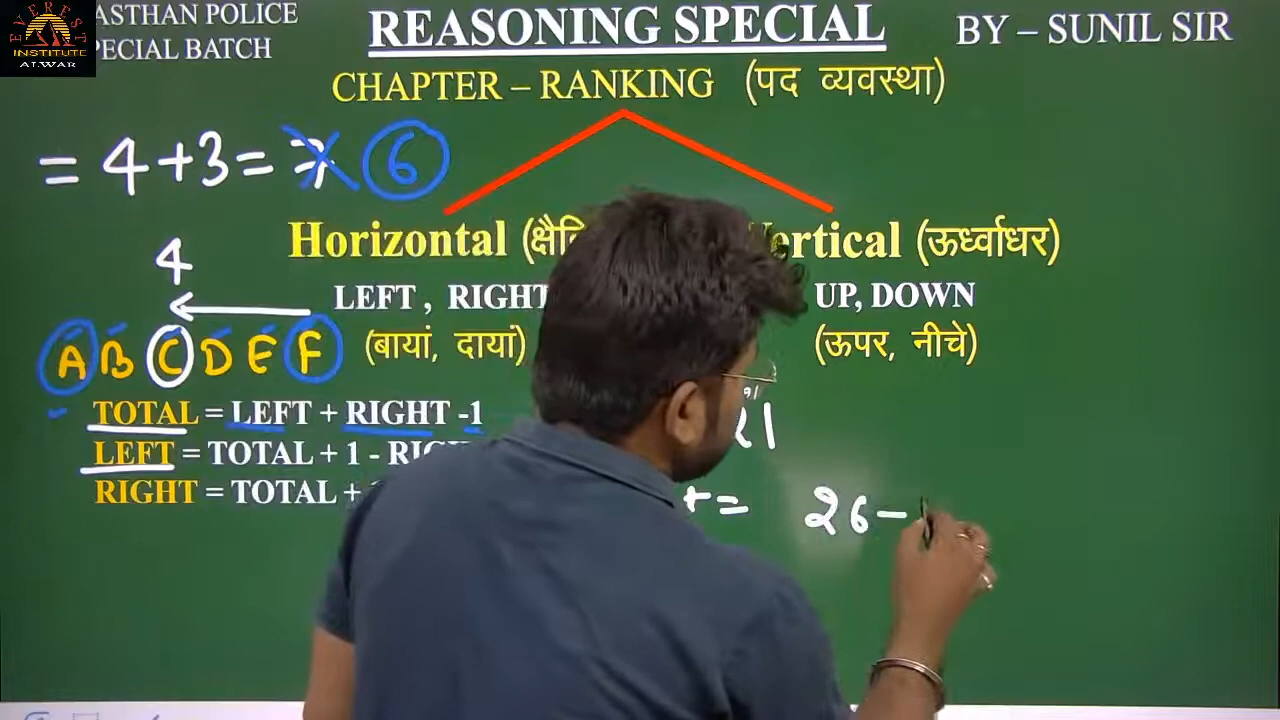 EVEREST
INSTITUTE
ALWAR
ASTHAN POLICE
PECIAL BATCH
REASONING SPECIAL
BY – SUNIL SIR
CHAPTER – RANKING (पद व्यवस्था)
= 4+3= 7 6
Horizontal ertical (ऊर्ध्वाधर)
4
LEFT , RIGHT UP, DOWN
A B C D E F (बायां, दायां) (ऊपर, नीचे)
TOTAL = LEFT + RIGHT -1
21
LEFT = TOTAL + 1 -
RIGHT = TOTAL +
= 26-